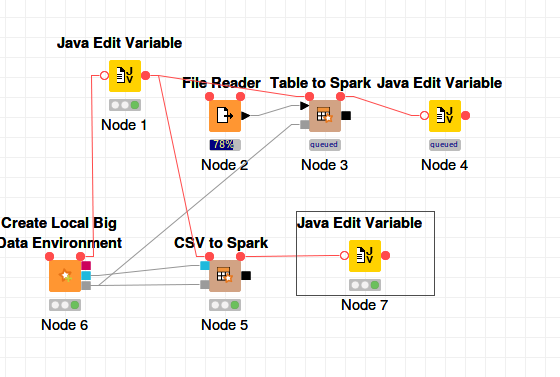 Java Edit Variable
Node 1
File Reader
78%
Node 2
Table to Spark
queued
Node 3
Java Edit Variable
queued
Node 4
Create Local Big
Data Environment
Node 6
CSV to Spark
Node 5
Java Edit Variable
Node 7